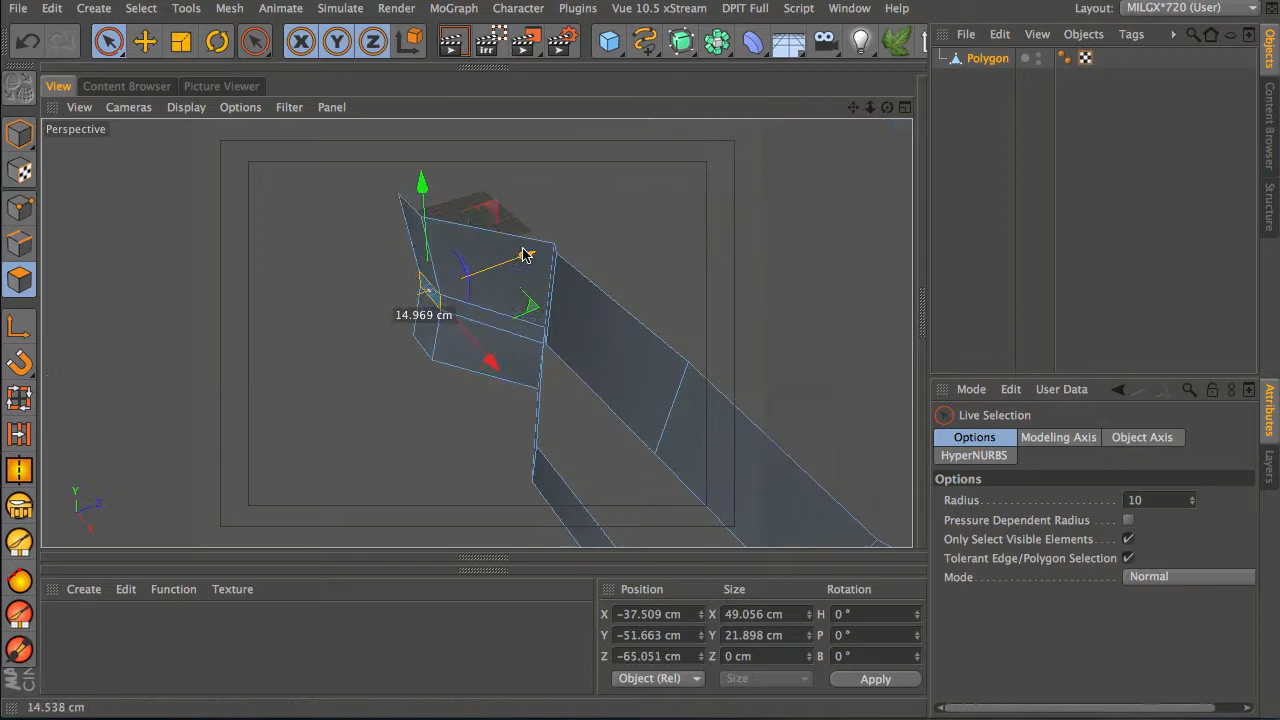 File Edit Create Select Tools Mesh Animate Simulate Render MoGraph Character Plugins Vue 10.5 xStream DPIT Full Script Window Help Layout: MILGX*720 (User)
irr
File Edit View Objects Tags
Polygon
View Content Browser Picture Viewer
View Cameras Display Options Filter Panel
Perspective
14.969 cm
Y
Z
X
Objects
Content Browser
Structure
Mode Edit User Data
Live Selection
Options Modeling Axis Object Axis
HyperNURBS
Options
Radius 10
Pressure Dependent Radius
Only Select Visible Elements
Tolerant Edge/Polygon Selection
Mode Normal
Attributes
Layers
Create Edit Function Texture
Position Size Rotation
X -37.509 cm X 49.056 cm H 0 °
Y -51.663 cm Y 21.898 cm P 0 °
Z -65.051 cm Z 0 cm B 0 °
Object (Rel) Size Apply
14.538 cm